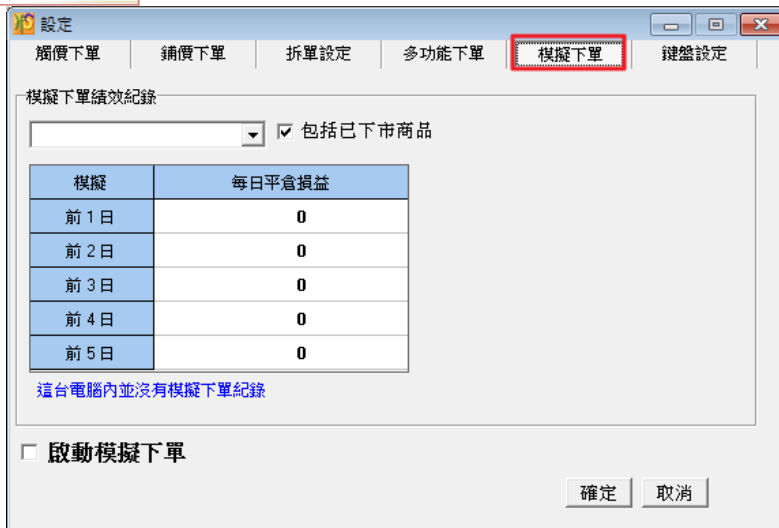 設定
觸價下單 鋪價下單 拆單設定 多功能下單 模擬下單 鍵盤設定
模擬下單績效紀錄
包括已下市商品
模擬 每日平倉損益
前1日 0
前2日 0
前3日 0
前4日 0
前5日 0
這台電腦內並沒有模擬下單紀錄
啟動模擬下單
確定 取消